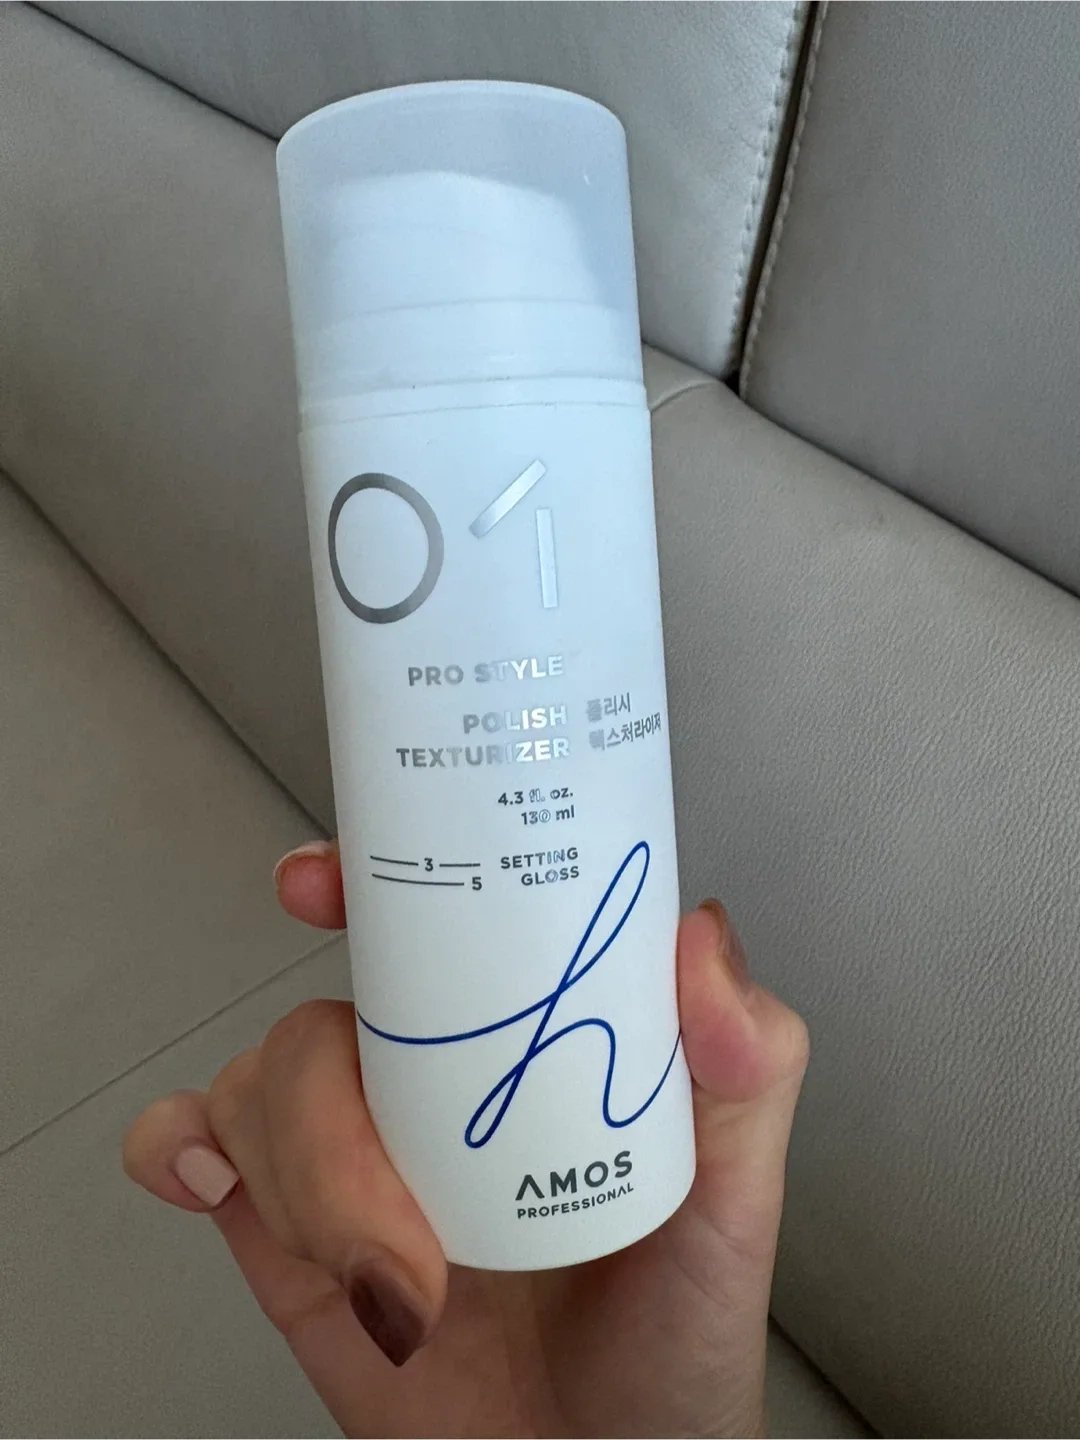 01
PRO STYLE
POLISH
TEXTURIZER
폴리시
텍스처라이저
4.3 fl. oz.
130 ml
3 SETTING
5 GLOSS
h
AMOS
PROFESSIONAL